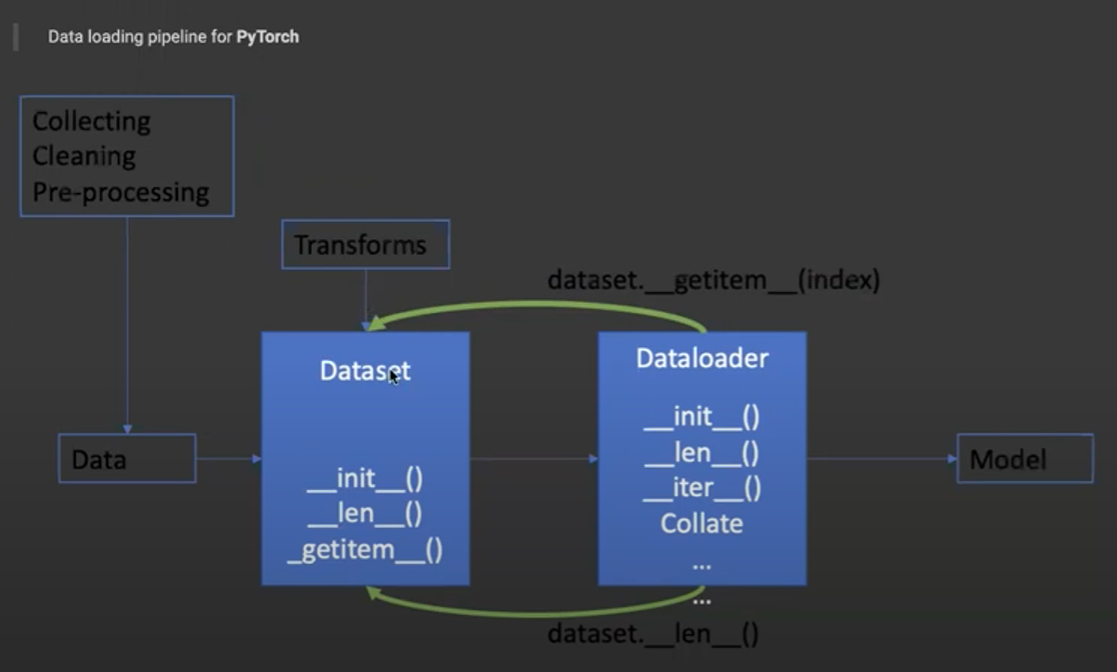 Data loading pipeline for PyTorch
Collecting
Cleaning
Pre-processing
Transforms
dataset.__getitem__(index)
Dataset
__init__()
__len__()
_getitem__()
Dataloader
__init__()
__len__()
__iter__()
Collate
...
...
Data
Model
dataset.__len__()